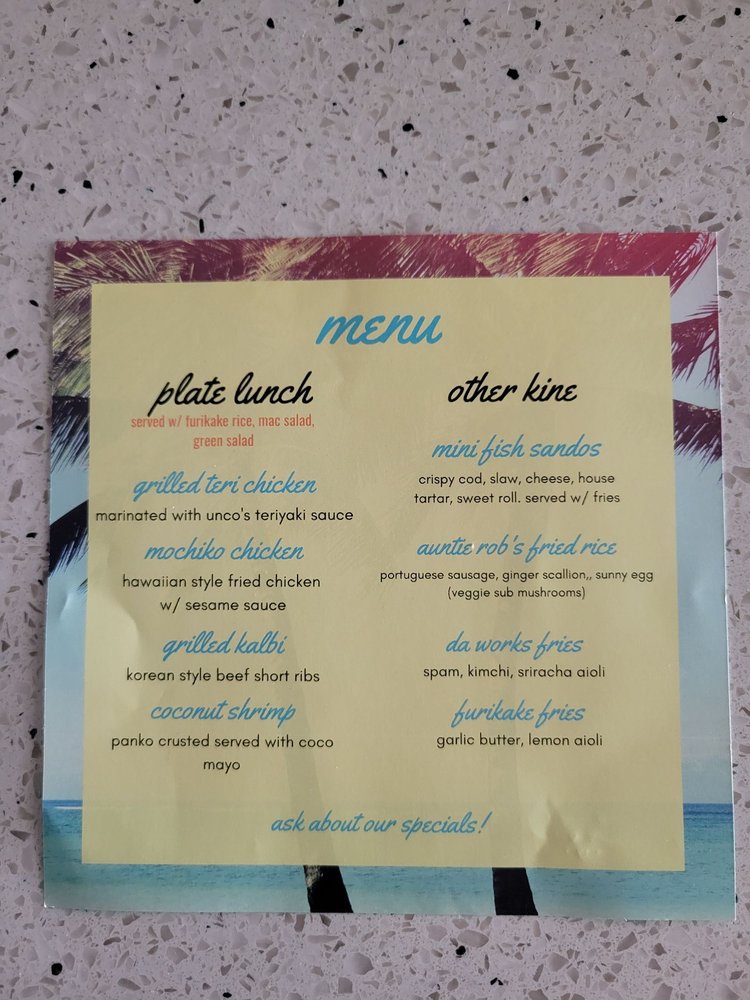 menu
plate lunch
served w/ furikake rice, mac salad,
green salad
grilled teri chicken
marinated with unco's teriyaki sauce
mochiko chicken
hawaiian style fried chicken
w/ sesame sauce
grilled kalbi
korean style beef short ribs
coconut shrimp
panko crusted served with coco
mayo
other kine
mini fish sandos
crispy cod, slaw, cheese, house
tartar, sweet roll. served w/ fries
auntie rob's fried rice
portuguese sausage, ginger scallion,, sunny egg
(veggie sub mushrooms)
da works fries
spam, kimchi, sriracha aioli
furikake fries
garlic butter, lemon aioli
ask about our specials!